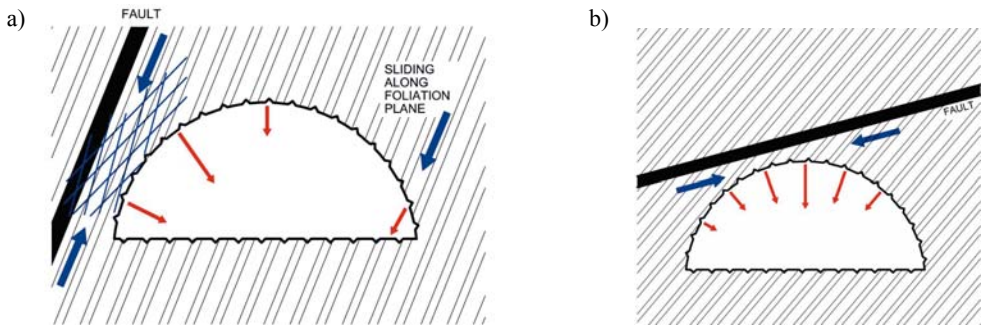 a)
FAULT
SLIDING
ALONG
FOLIATION
PLANE
b)
FAULT